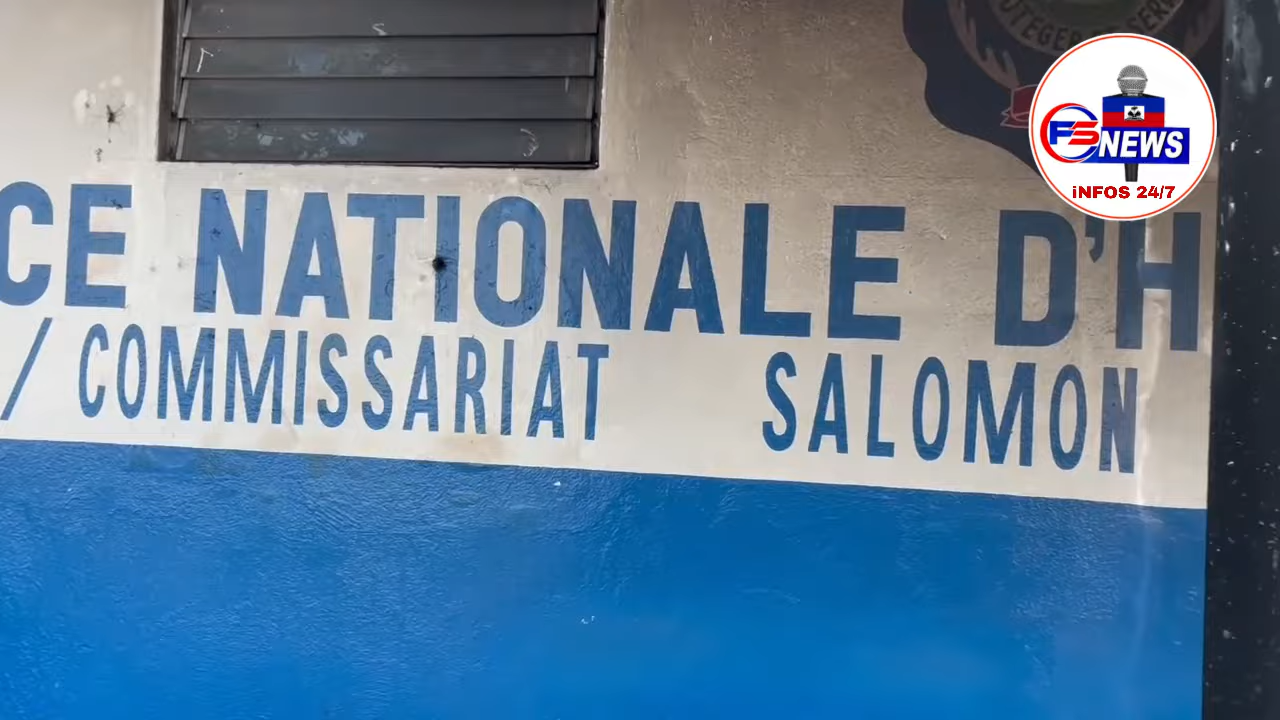 CE NATIONALE D'H
/ COMMISSARIAT SALOMON
FS NEWS
iNFOS 24/7